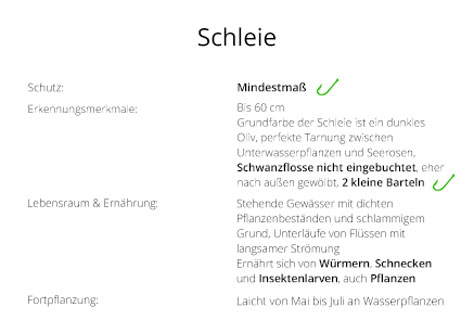 Schleie
Schutz: Mindestmaß
Erkennungsmerkmale: Bis 60 cm
Grundfarbe der Schleie ist ein dunkles
Oliv, perfekte Tarnung zwischen
Unterwasserpflanzen und Seerosen,
Schwanzflosse nicht eingebuchtet, eher
nach außen gewölbt, 2 kleine Barteln
Lebensraum & Ernährung: Stehende Gewässer mit dichten
Pflanzenbeständen und schlammigem
Grund, Unterläufe von Flüssen mit
langsamer Strömung
Ernährt sich von Würmern, Schnecken
und Insektenlarven, auch Pflanzen
Fortpflanzung: Laicht von Mai bis Juli an Wasserpflanzen